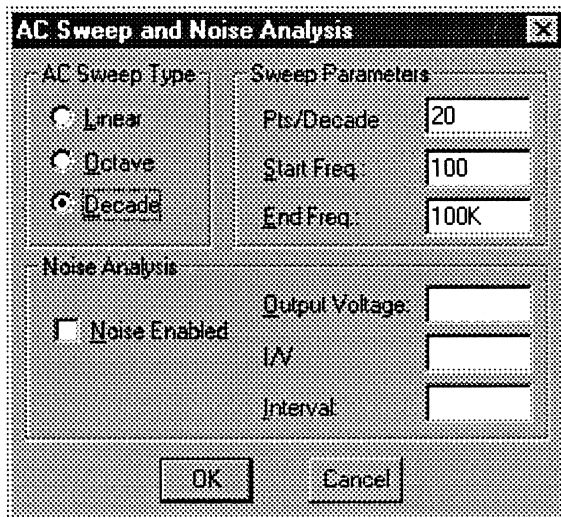 AC Sweep and Noise Analysis
AC Sweep Type
Linear
Octave
Decade
Sweep Parameters
Pts/Decade 20
Start Freq.: 100
End Freq.: 100K
Noise Analysis
Noise Enabled
Output Voltage:
I/V
Interval:
OK Cancel